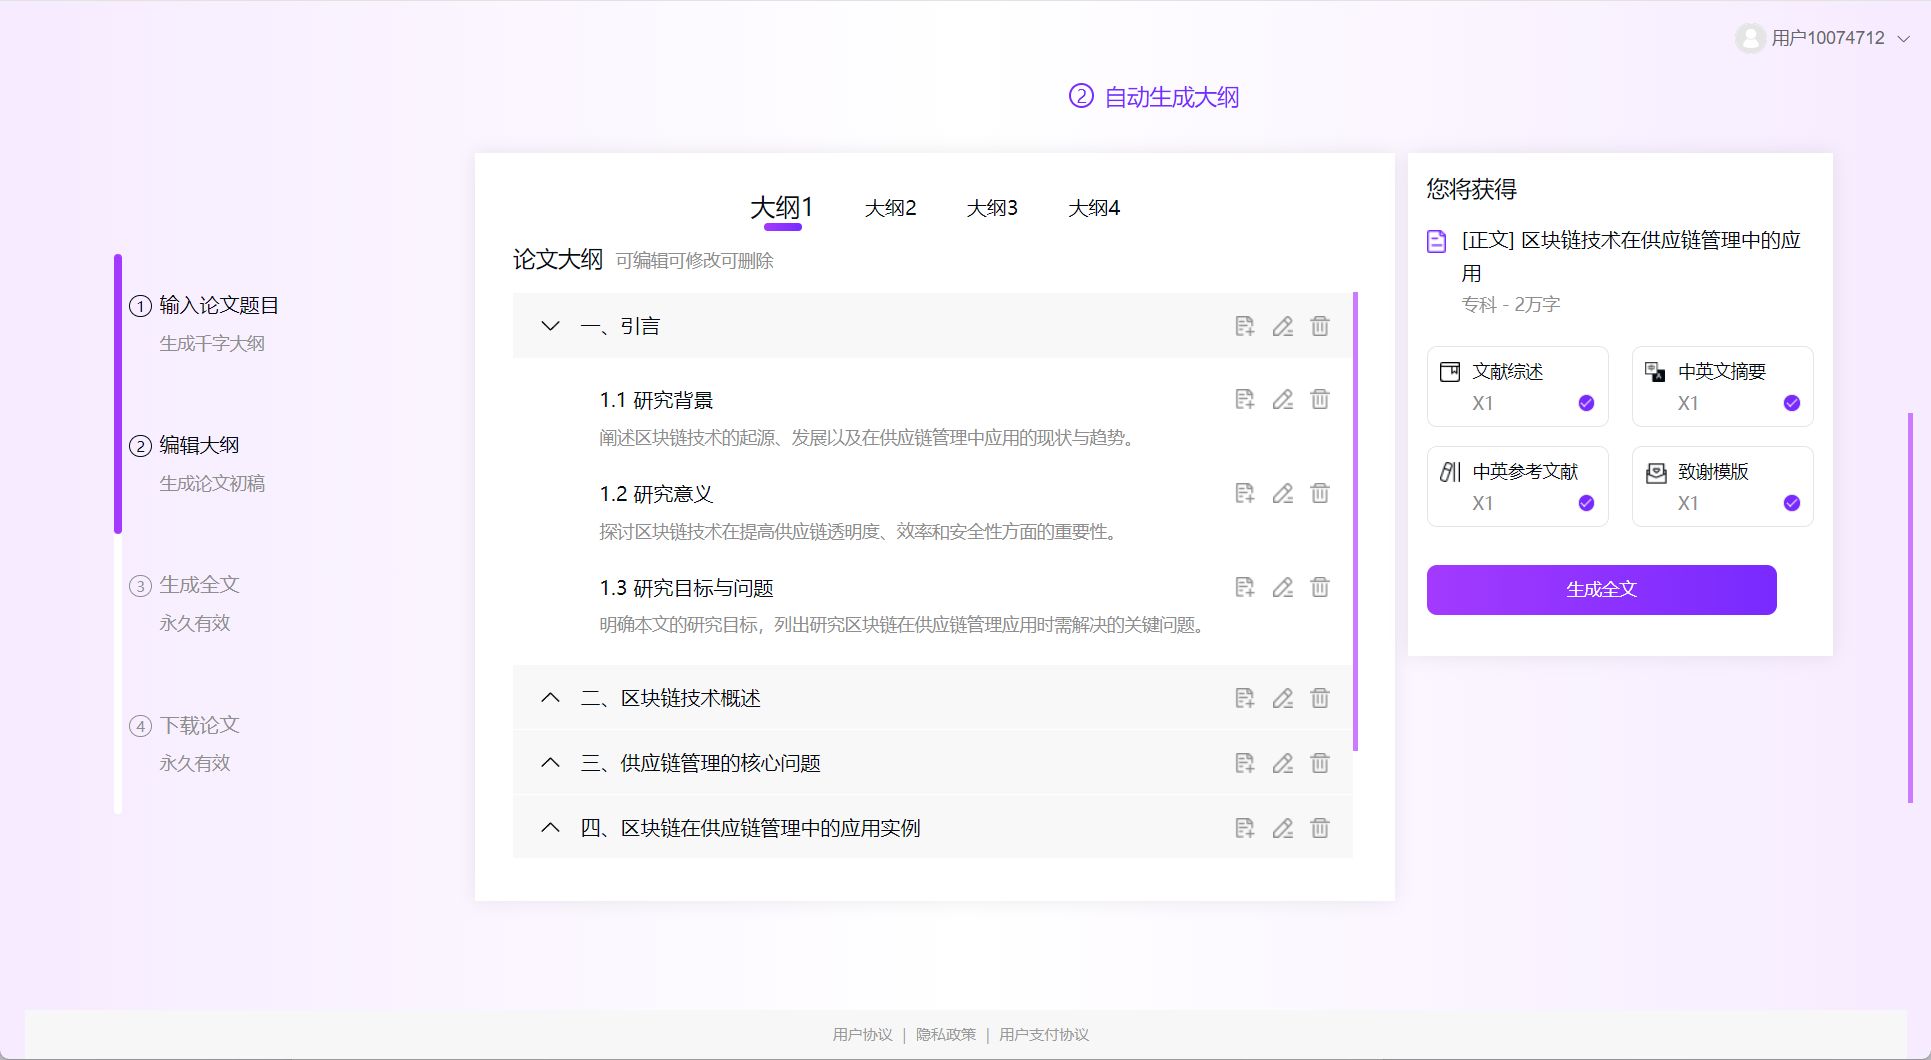 用户10074712
② 自动生成大纲
① 输入论文题目
生成千字大纲
② 编辑大纲
生成论文初稿
③ 生成全文
永久有效
④ 下载论文
永久有效
大纲1 大纲2 大纲3 大纲4
论文大纲 可编辑可修改可删除
一、引言
1.1 研究背景
阐述区块链技术的起源、发展以及在供应链管理中应用的现状与趋势。
1.2 研究意义
探讨区块链技术在提高供应链透明度、效率和安全性方面的重要性。
1.3 研究目标与问题
明确本文的研究目标，列出研究区块链在供应链管理应用时需解决的关键问题。
二、区块链技术概述
三、供应链管理的核心问题
四、区块链在供应链管理中的应用实例
您将获得
[正文] 区块链技术在供应链管理中的应
用
专科 - 2万字
文献综述
X1
中英文摘要
X1
中英参考文献
X1
致谢模版
X1
生成全文
用户协议 | 隐私政策 | 用户支付协议